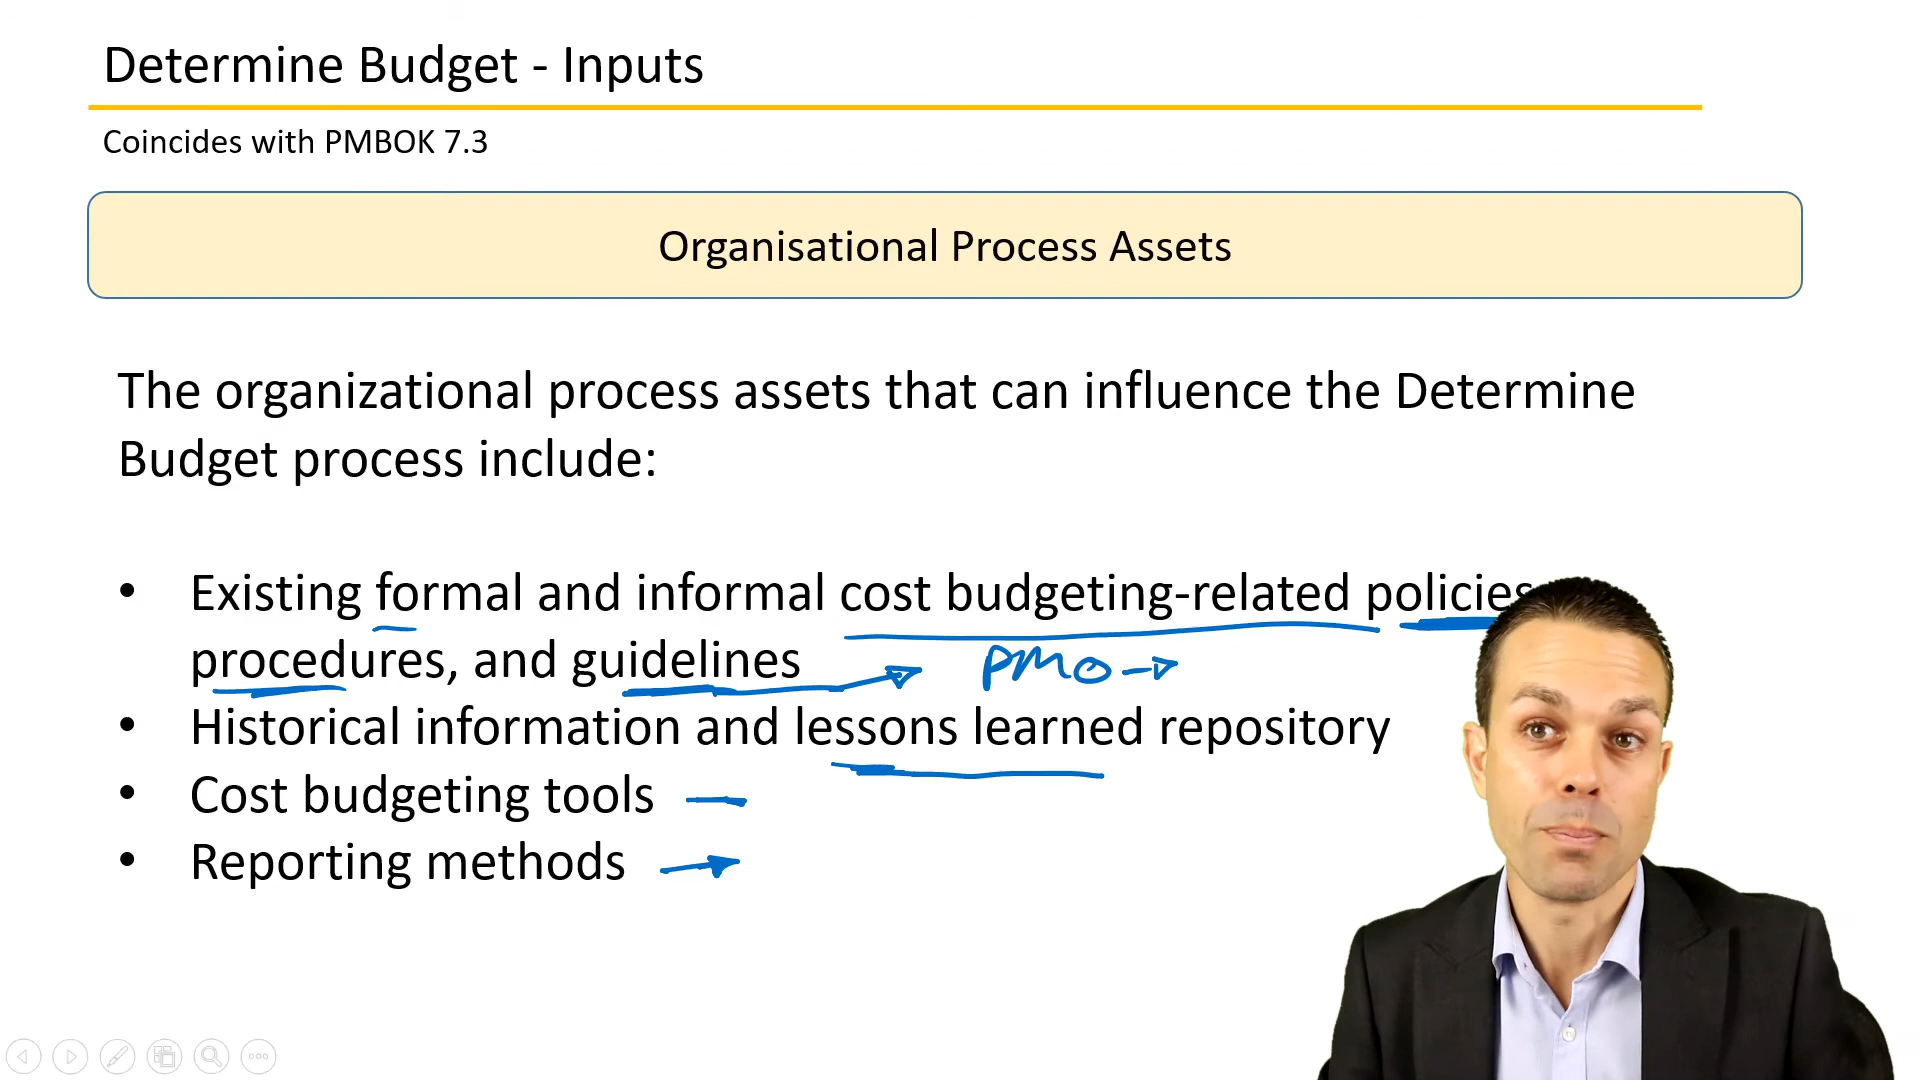 Determine Budget - Inputs
Coincides with PMBOK 7.3
Organisational Process Assets
The organizational process assets that can influence the Determine
Budget process include:
• Existing formal and informal cost budgeting-related policies
procedures, and guidelines PMO
• Historical information and lessons learned repository
• Cost budgeting tools
• Reporting methods